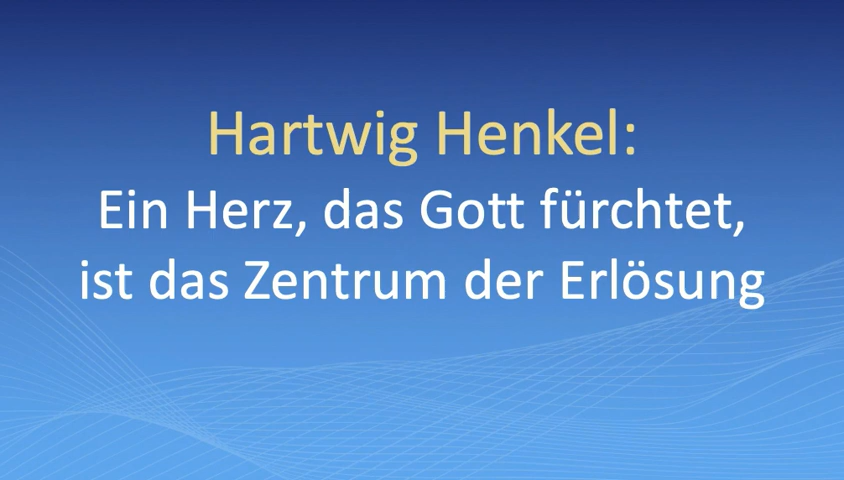 Hartwig Henkel:
Ein Herz, das Gott fürchtet,
ist das Zentrum der Erlösung